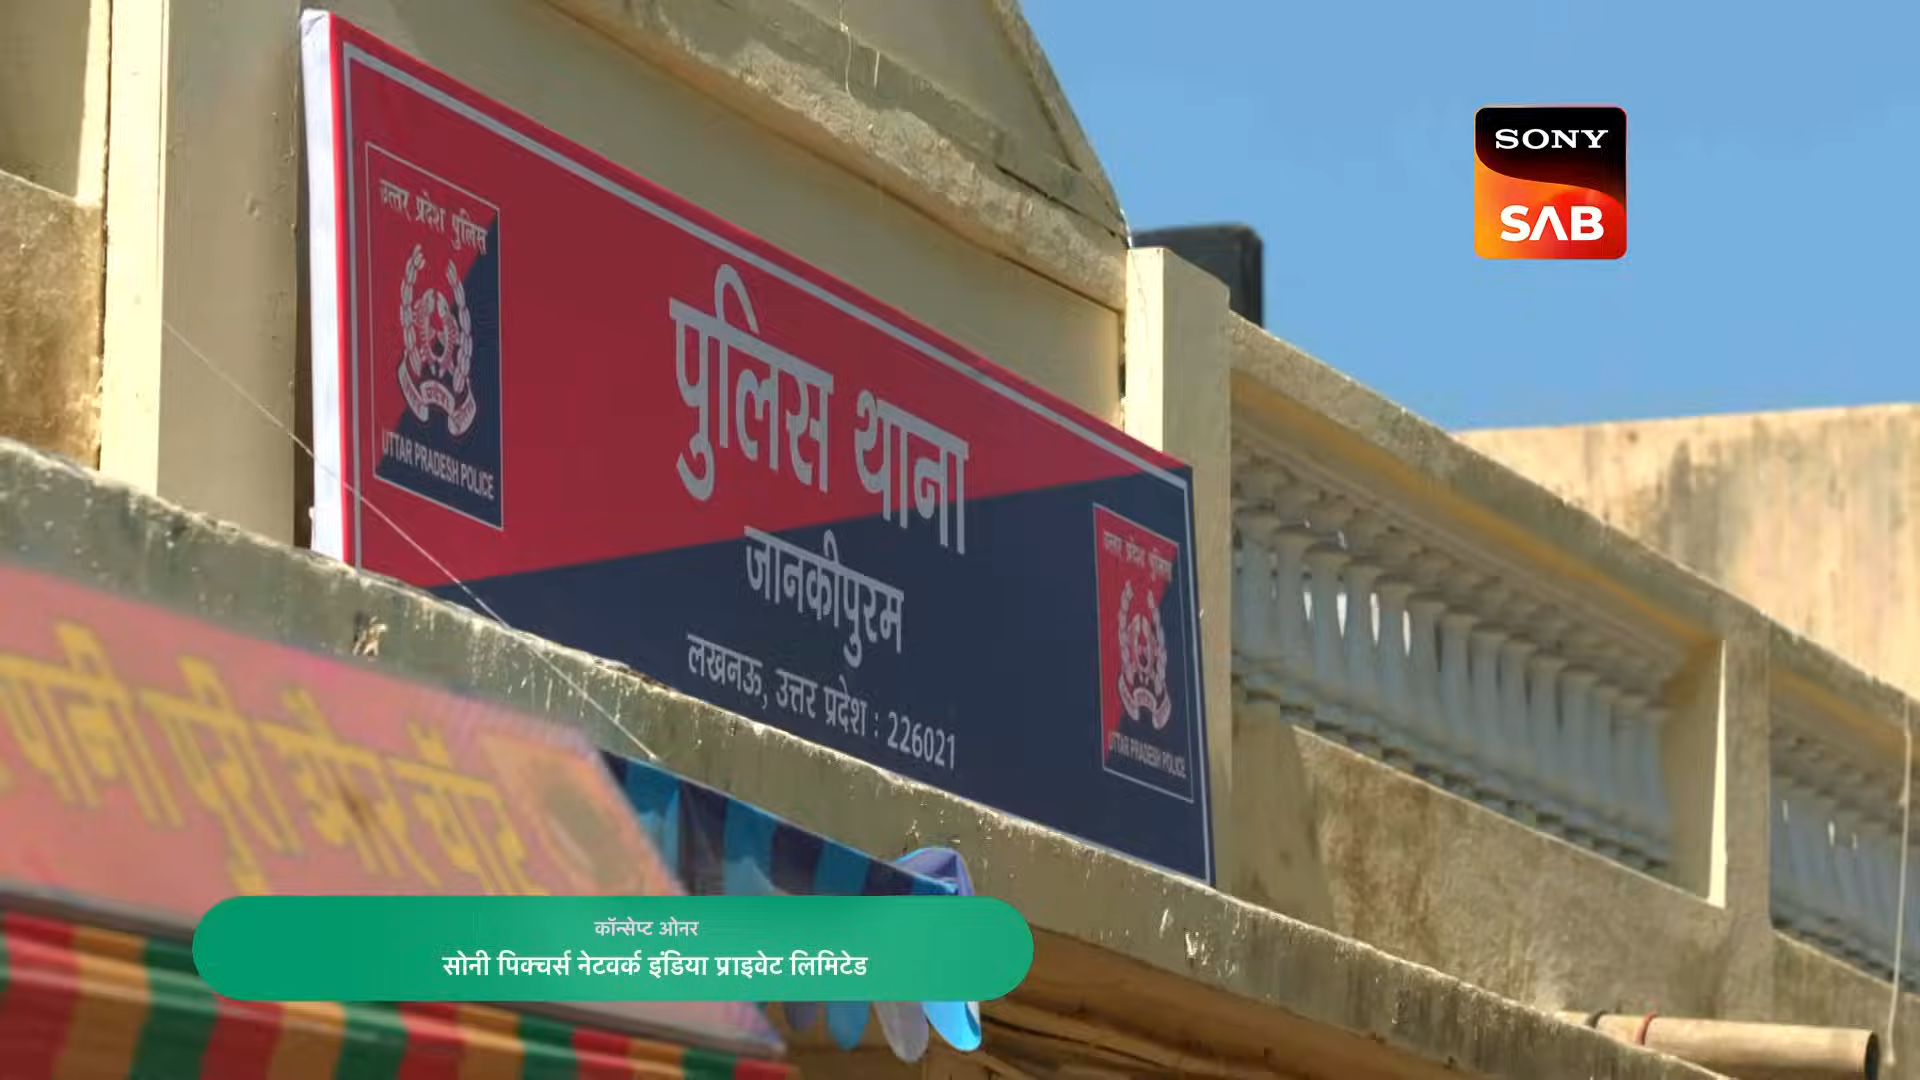 SONY
SAB
उत्तर प्रदेश पुलिस
UTTAR PRADESH POLICE
पुलिस थाना
जानकीपुरम
लखनऊ, उत्तर प्रदेश : 226021
उत्तर प्रदेश पुलिस
UTTAR PRADESH POLICE
पानी पुरी और चाट
कॉन्सेप्ट ओनर
सोनी पिक्चर्स नेटवर्क इंडिया प्राइवेट लिमिटेड